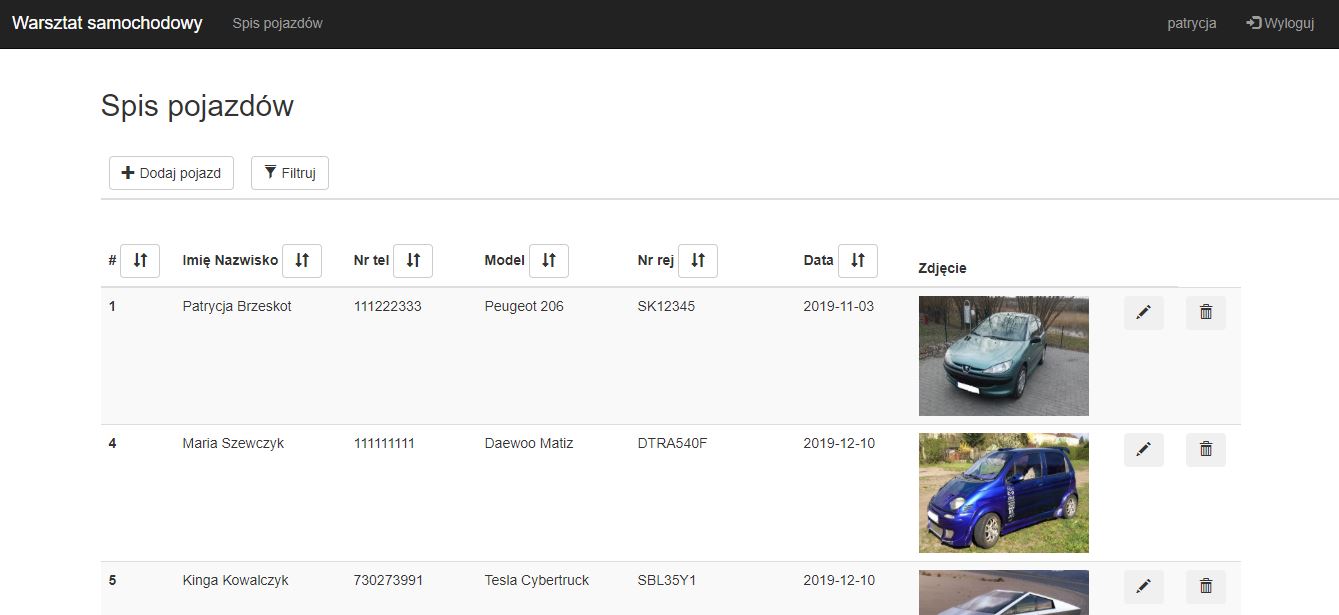 Warsztat samochodowy Spis pojazdów patrycja Wyloguj
Spis pojazdów
Dodaj pojazd Filtruj
# Imię Nazwisko Nr tel Model Nr rej Data Zdjęcie
1 Patrycja Brzeskot 111222333 Peugeot 206 SK12345 2019-11-03
4 Maria Szewczyk 111111111 Daewoo Matiz DTRA540F 2019-12-10
5 Kinga Kowalczyk 730273991 Tesla Cybertruck SBL35Y1 2019-12-10